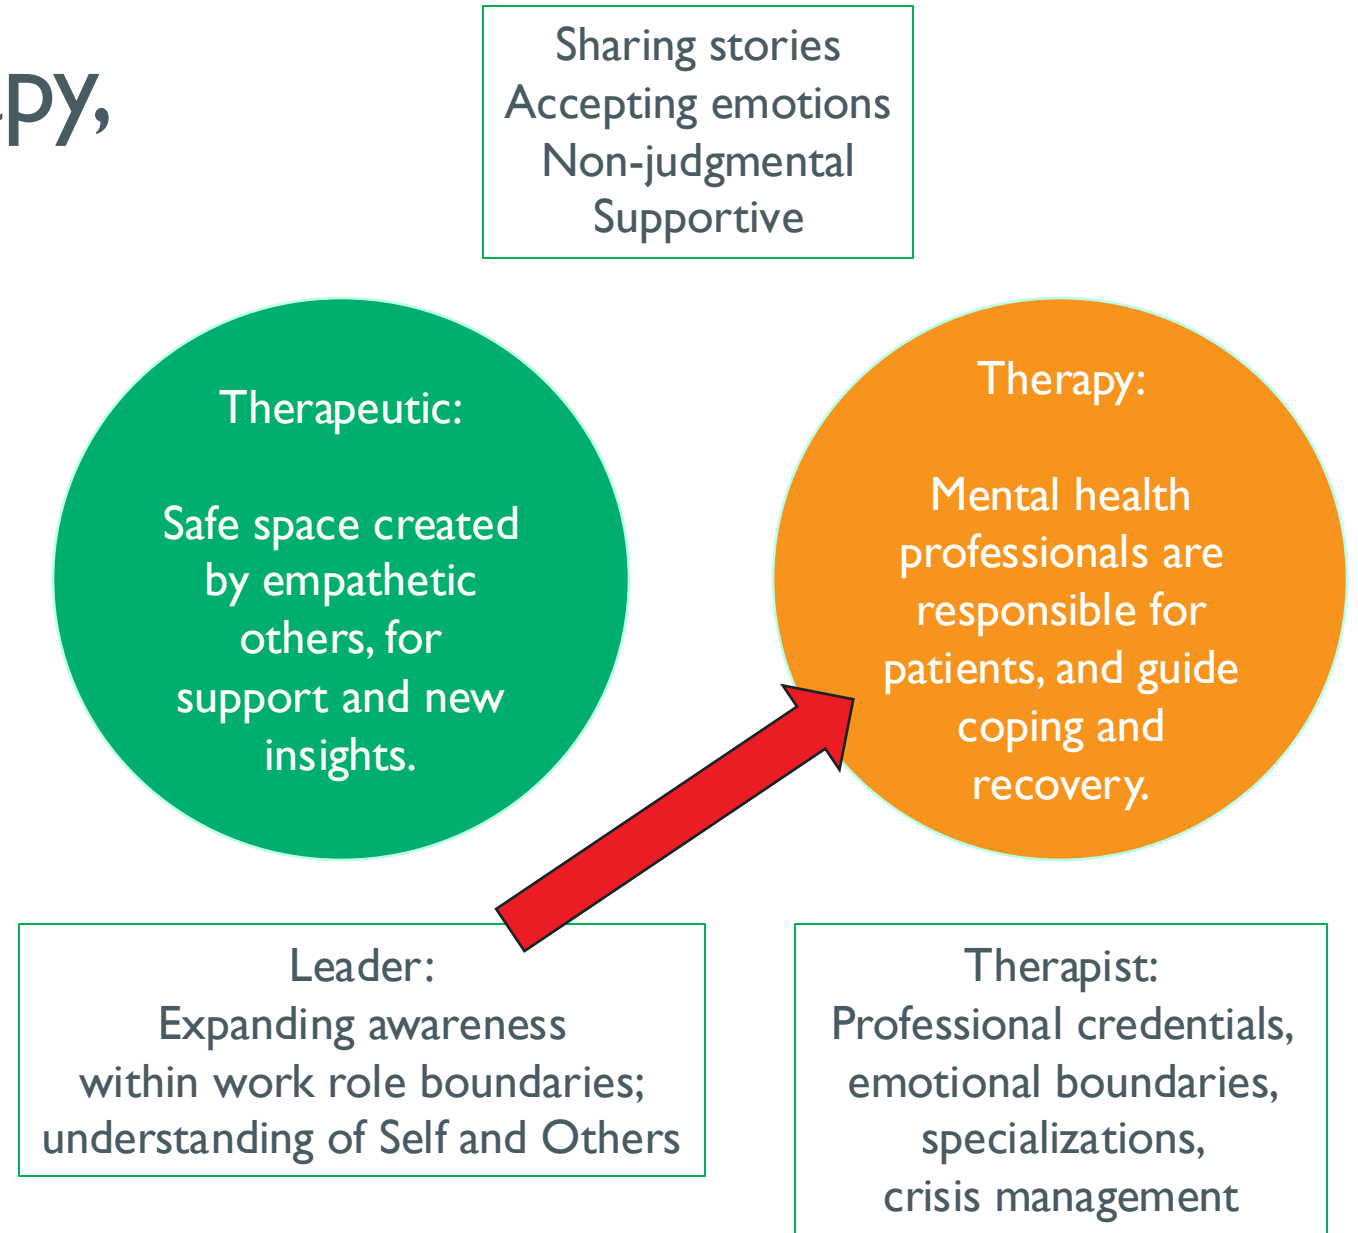 Sharing stories
Accepting emotions
Non-judgmental
Supportive
Therapeutic:
Safe space created
by empathetic
others, for
support and new
insights.
Therapy:
Mental health
professionals are
responsible for
patients, and guide
coping and
recovery.
Leader:
Expanding awareness
within work role boundaries;
understanding of Self and Others
Therapist:
Professional credentials,
emotional boundaries,
specializations,
crisis management